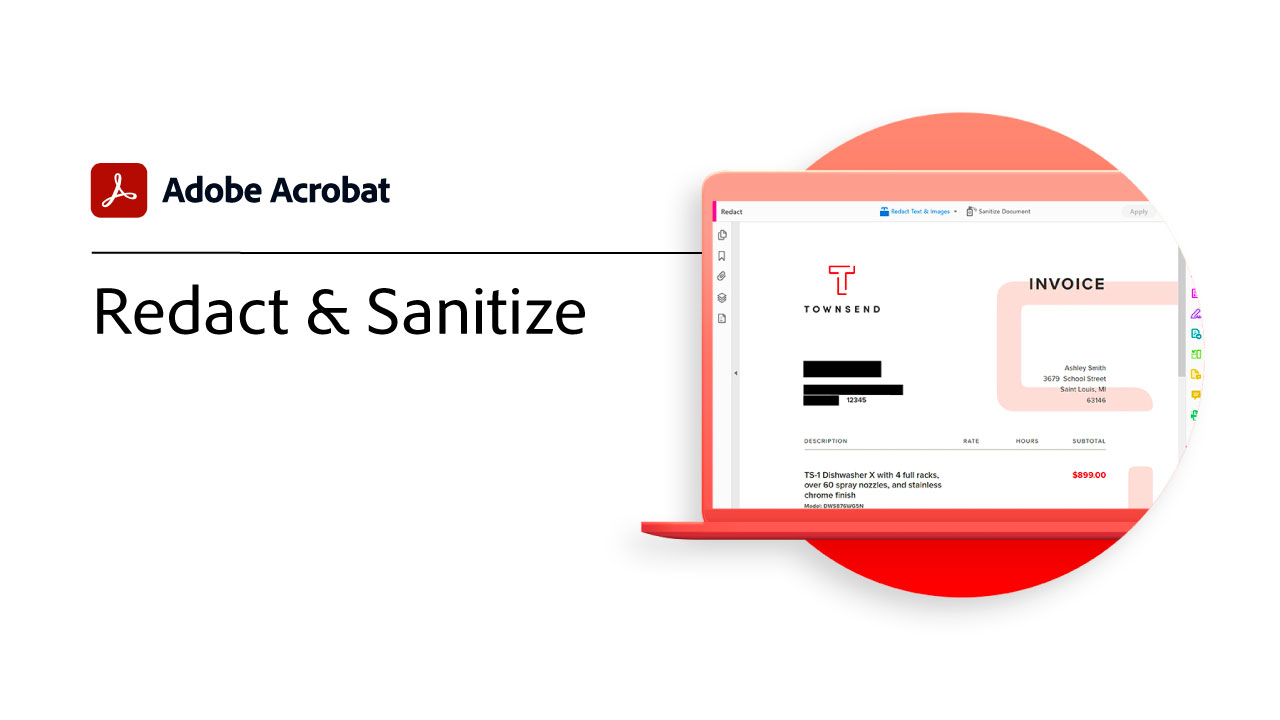 Adobe Acrobat
Redact & Sanitize
Redact
Redact Text & Images
Sanitize Document
Apply
TOWNSEND
INVOICE
12345
Ashley Smith
3679 School Street
Saint Louis, MI
63146
DESCRIPTION RATE HOURS SUBTOTAL
TS-1 Dishwasher X with 4 full racks,
over 60 spray nozzles, and stainless
chrome finish
$899.00